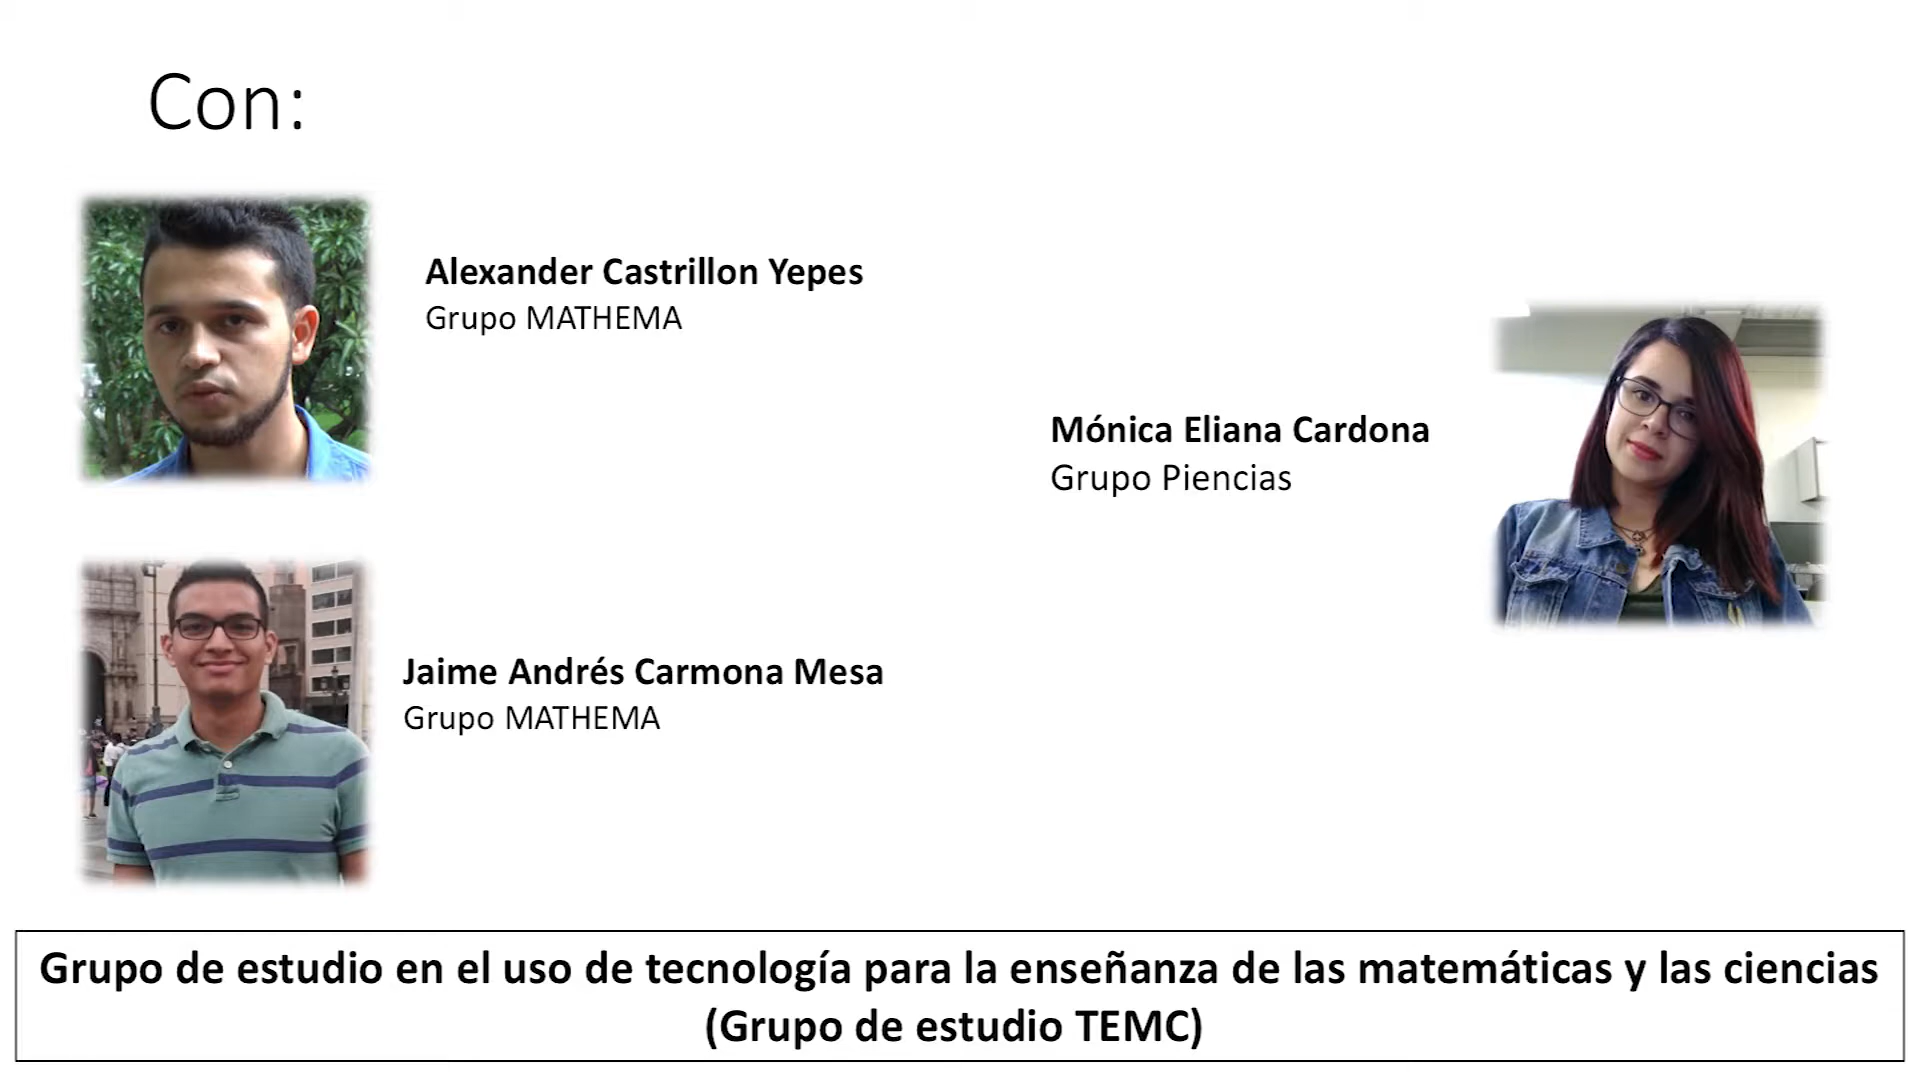 Con:
Alexander Castrillon Yepes
Grupo MATHEMA
Mónica Eliana Cardona
Grupo Piencias
Jaime Andrés Carmona Mesa
Grupo MATHEMA
Grupo de estudio en el uso de tecnología para la enseñanza de las matemáticas y las ciencias
(Grupo de estudio TEMC)